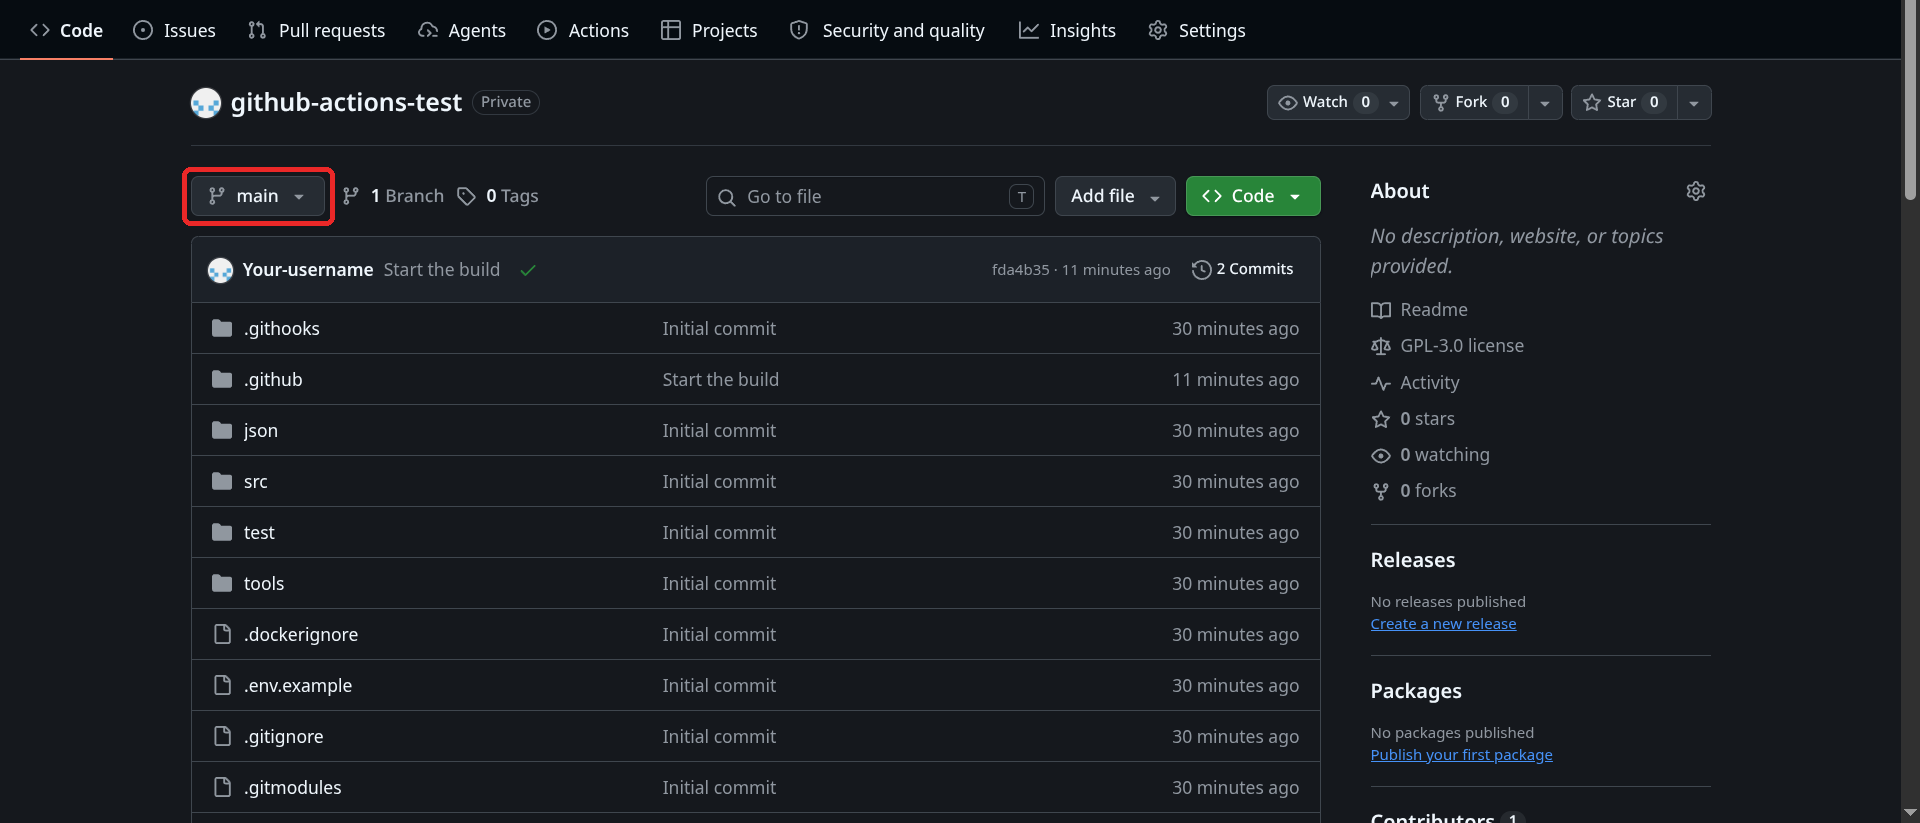 Code Issues Pull requests Agents Actions Projects Security and quality Insights Settings
github-actions-test Private
Watch 0 Fork 0 Star 0
main 1 Branch 0 Tags Go to file T Add file Code
Your-username Start the build fda4b35 · 11 minutes ago 2 Commits
.githooks Initial commit 30 minutes ago
.github Start the build 11 minutes ago
json Initial commit 30 minutes ago
src Initial commit 30 minutes ago
test Initial commit 30 minutes ago
tools Initial commit 30 minutes ago
.dockerignore Initial commit 30 minutes ago
.env.example Initial commit 30 minutes ago
.gitignore Initial commit 30 minutes ago
.gitmodules Initial commit 30 minutes ago
About
No description, website, or topics
provided.
Readme
GPL-3.0 license
Activity
0 stars
0 watching
0 forks
Releases
No releases published
Create a new release
Packages
No packages published
Publish your first package
Contributors 1